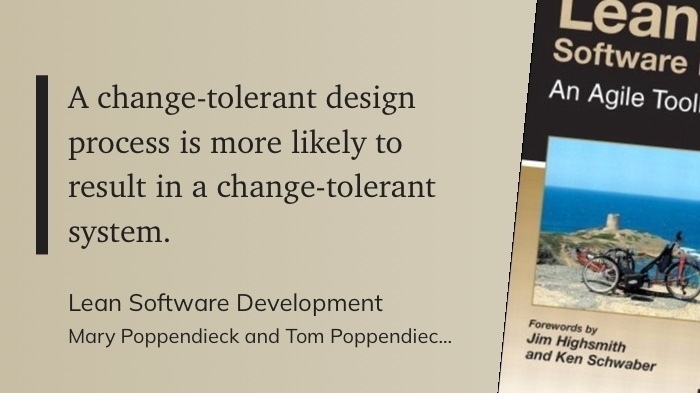 A change-tolerant design
process is more likely to
result in a change-tolerant
system.
Lean Software Development
Mary Poppendieck and Tom Poppendiec...
Lean
Software
An Agile Tool
Forewords by
Jim Highsmith
and Ken Schwaber